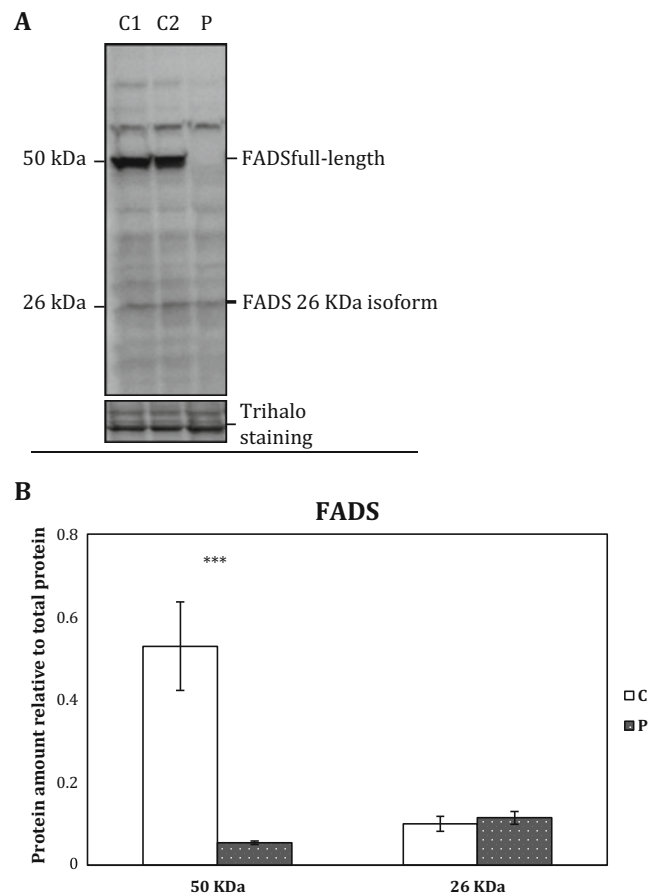 A
C1 C2 P
50 kDa
FADSfull-length
26 kDa
FADS 26 KDa isoform
Trihalo
staining
B
FADS
Protein amount relative to total protein
0.8
0.6
0.4
0.2
0
***
C
P
50 KDa
26 KDa